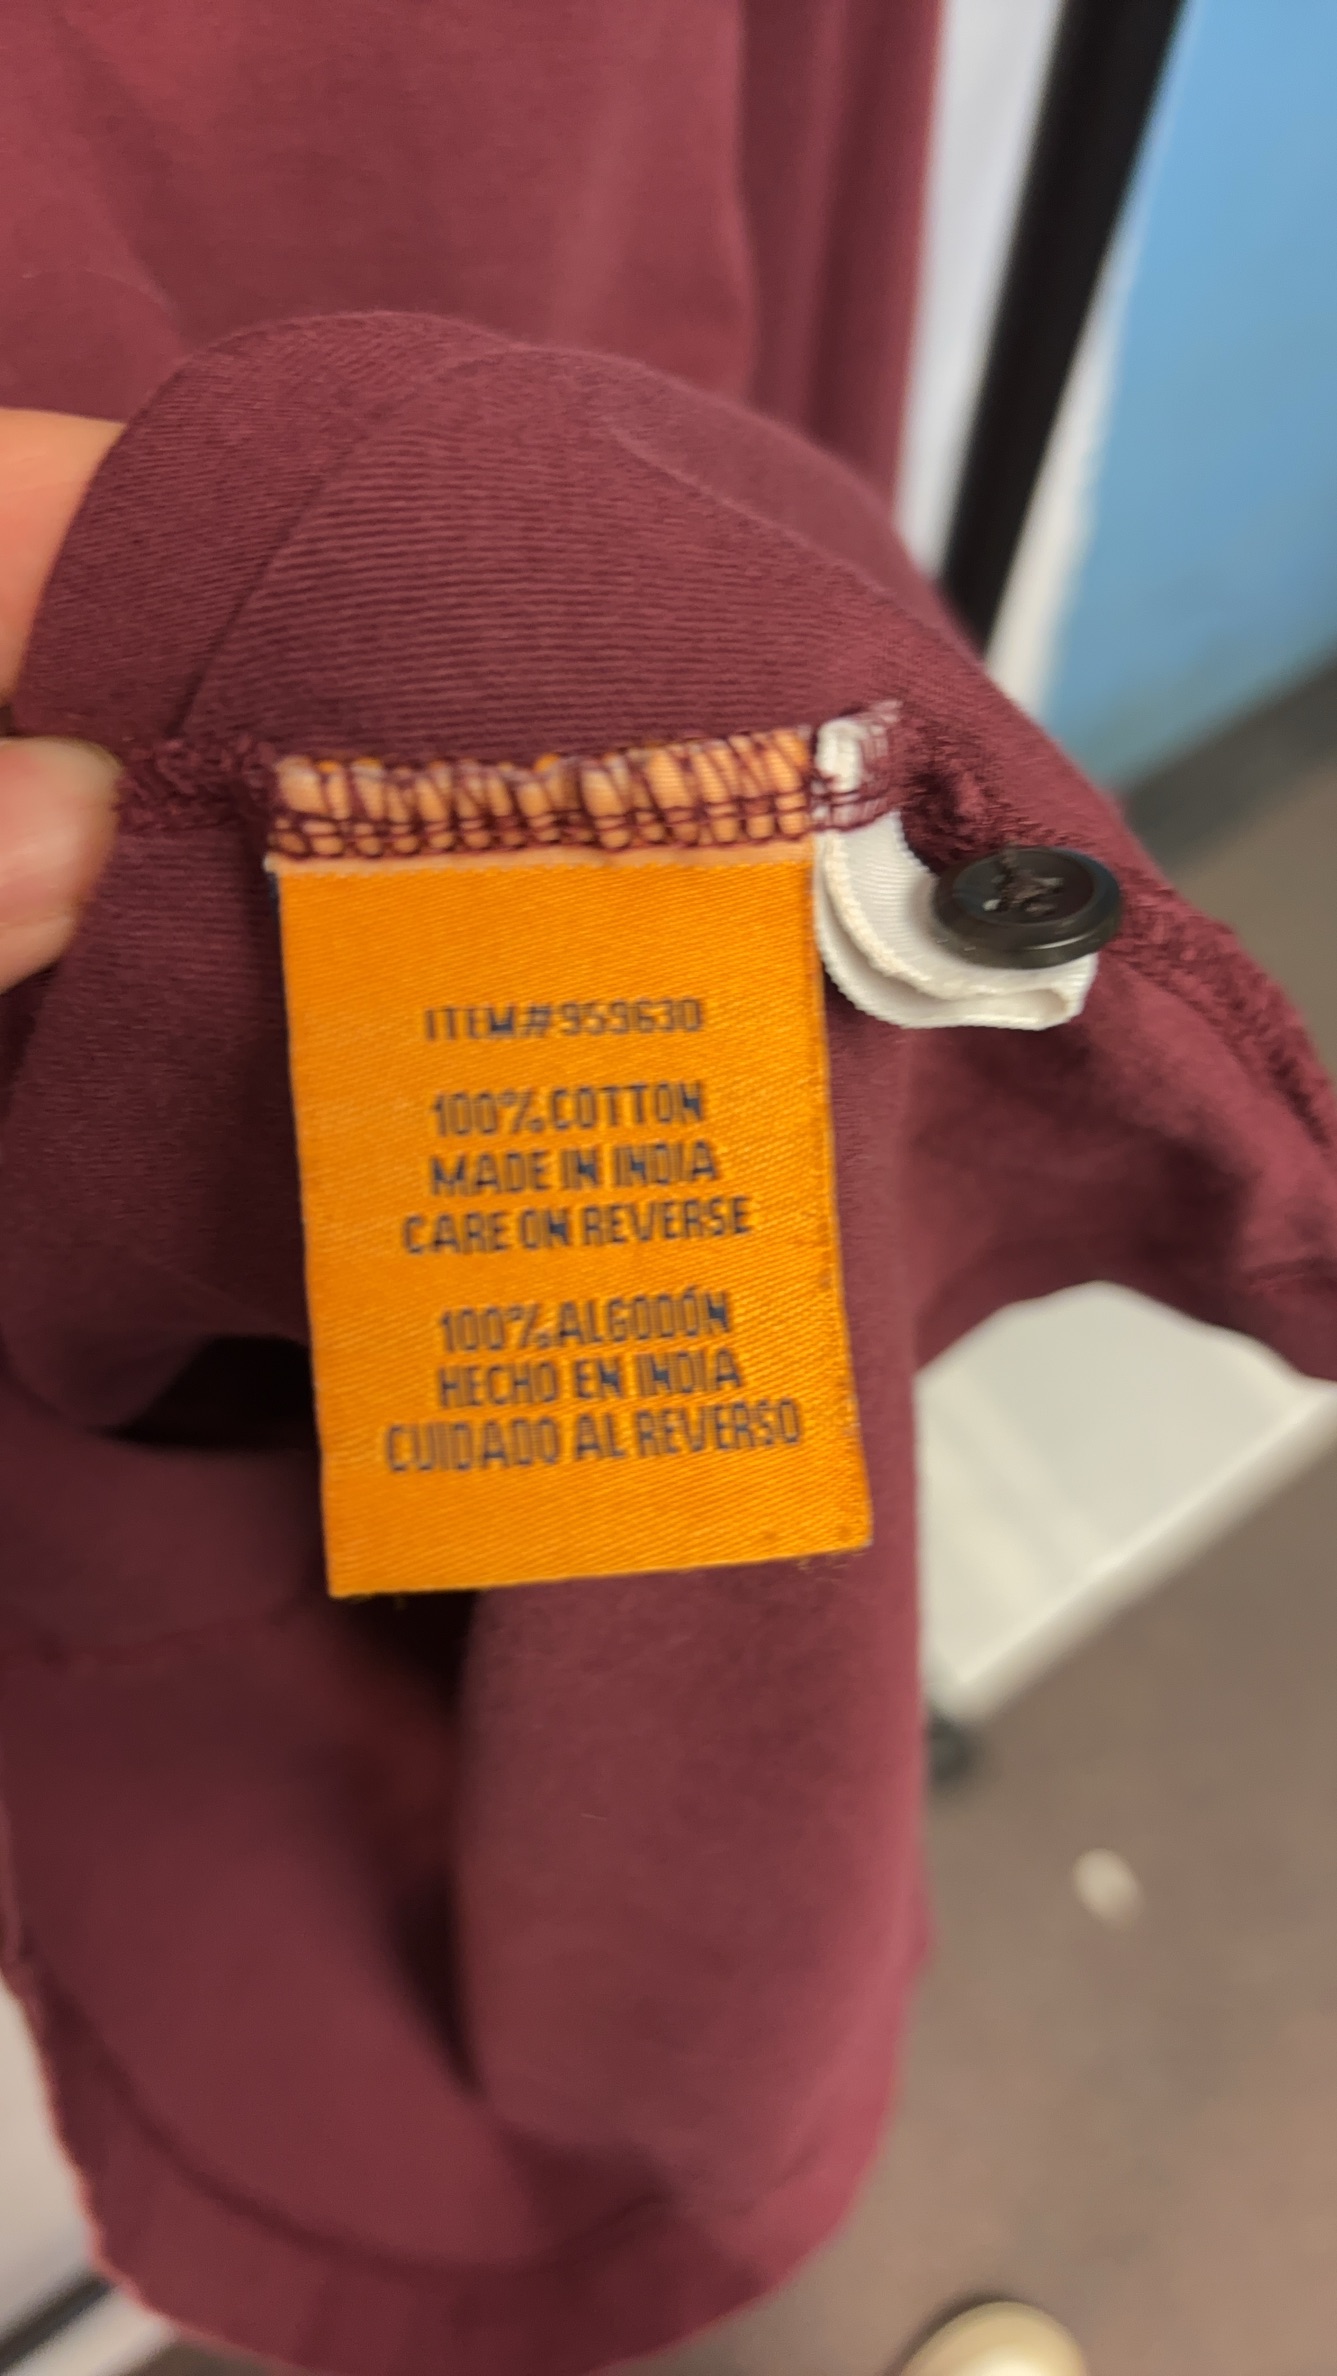 ITEM#959630
100%COTTON
MADE IN INDIA
CARE ON REVERSE
100%ALGODÓN
HECHO EN INDIA
CUIDADO AL REVERSO